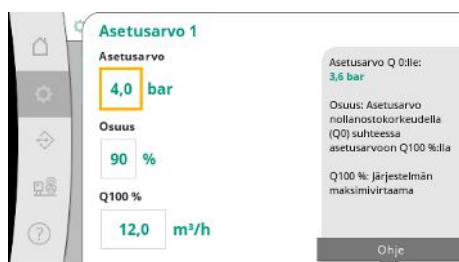 Asetusarvo 1
Asetusarvo
4,0 bar
Osuus
90 %
Q100 %
12,0 m³/h
Asetusarvo Q 0:lle:
3,6 bar
Osuus: Asetusarvo
nollanostokorkeudella
(Q0) suhteessa
asetusarvoon Q100 %:lla
Q100 %: Järjestelmän
maksimivirtaama
Ohje